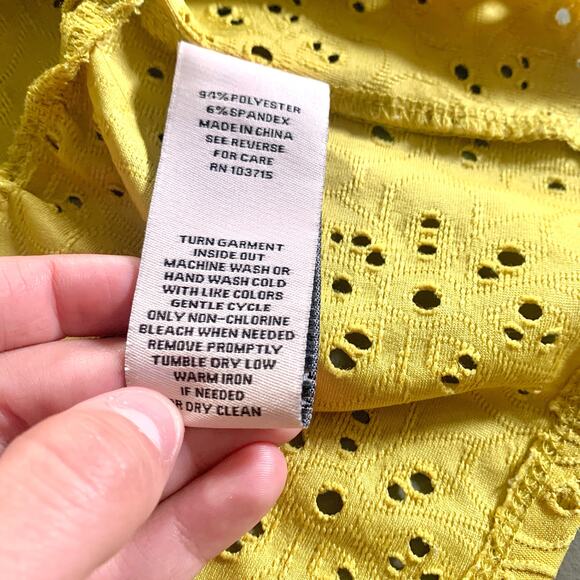 94% POLYESTER
6% SPANDEX
MADE IN CHINA
SEE REVERSE
FOR CARE
RN 103715
TURN GARMENT
INSIDE OUT
MACHINE WASH OR
HAND WASH COLD
WITH LIKE COLORS
GENTLE CYCLE
ONLY NON-CHLORINE
BLEACH WHEN NEEDED
REMOVE PROMPTLY
TUMBLE DRY LOW
WARM IRON
IF NEEDED
OR DRY CLEAN